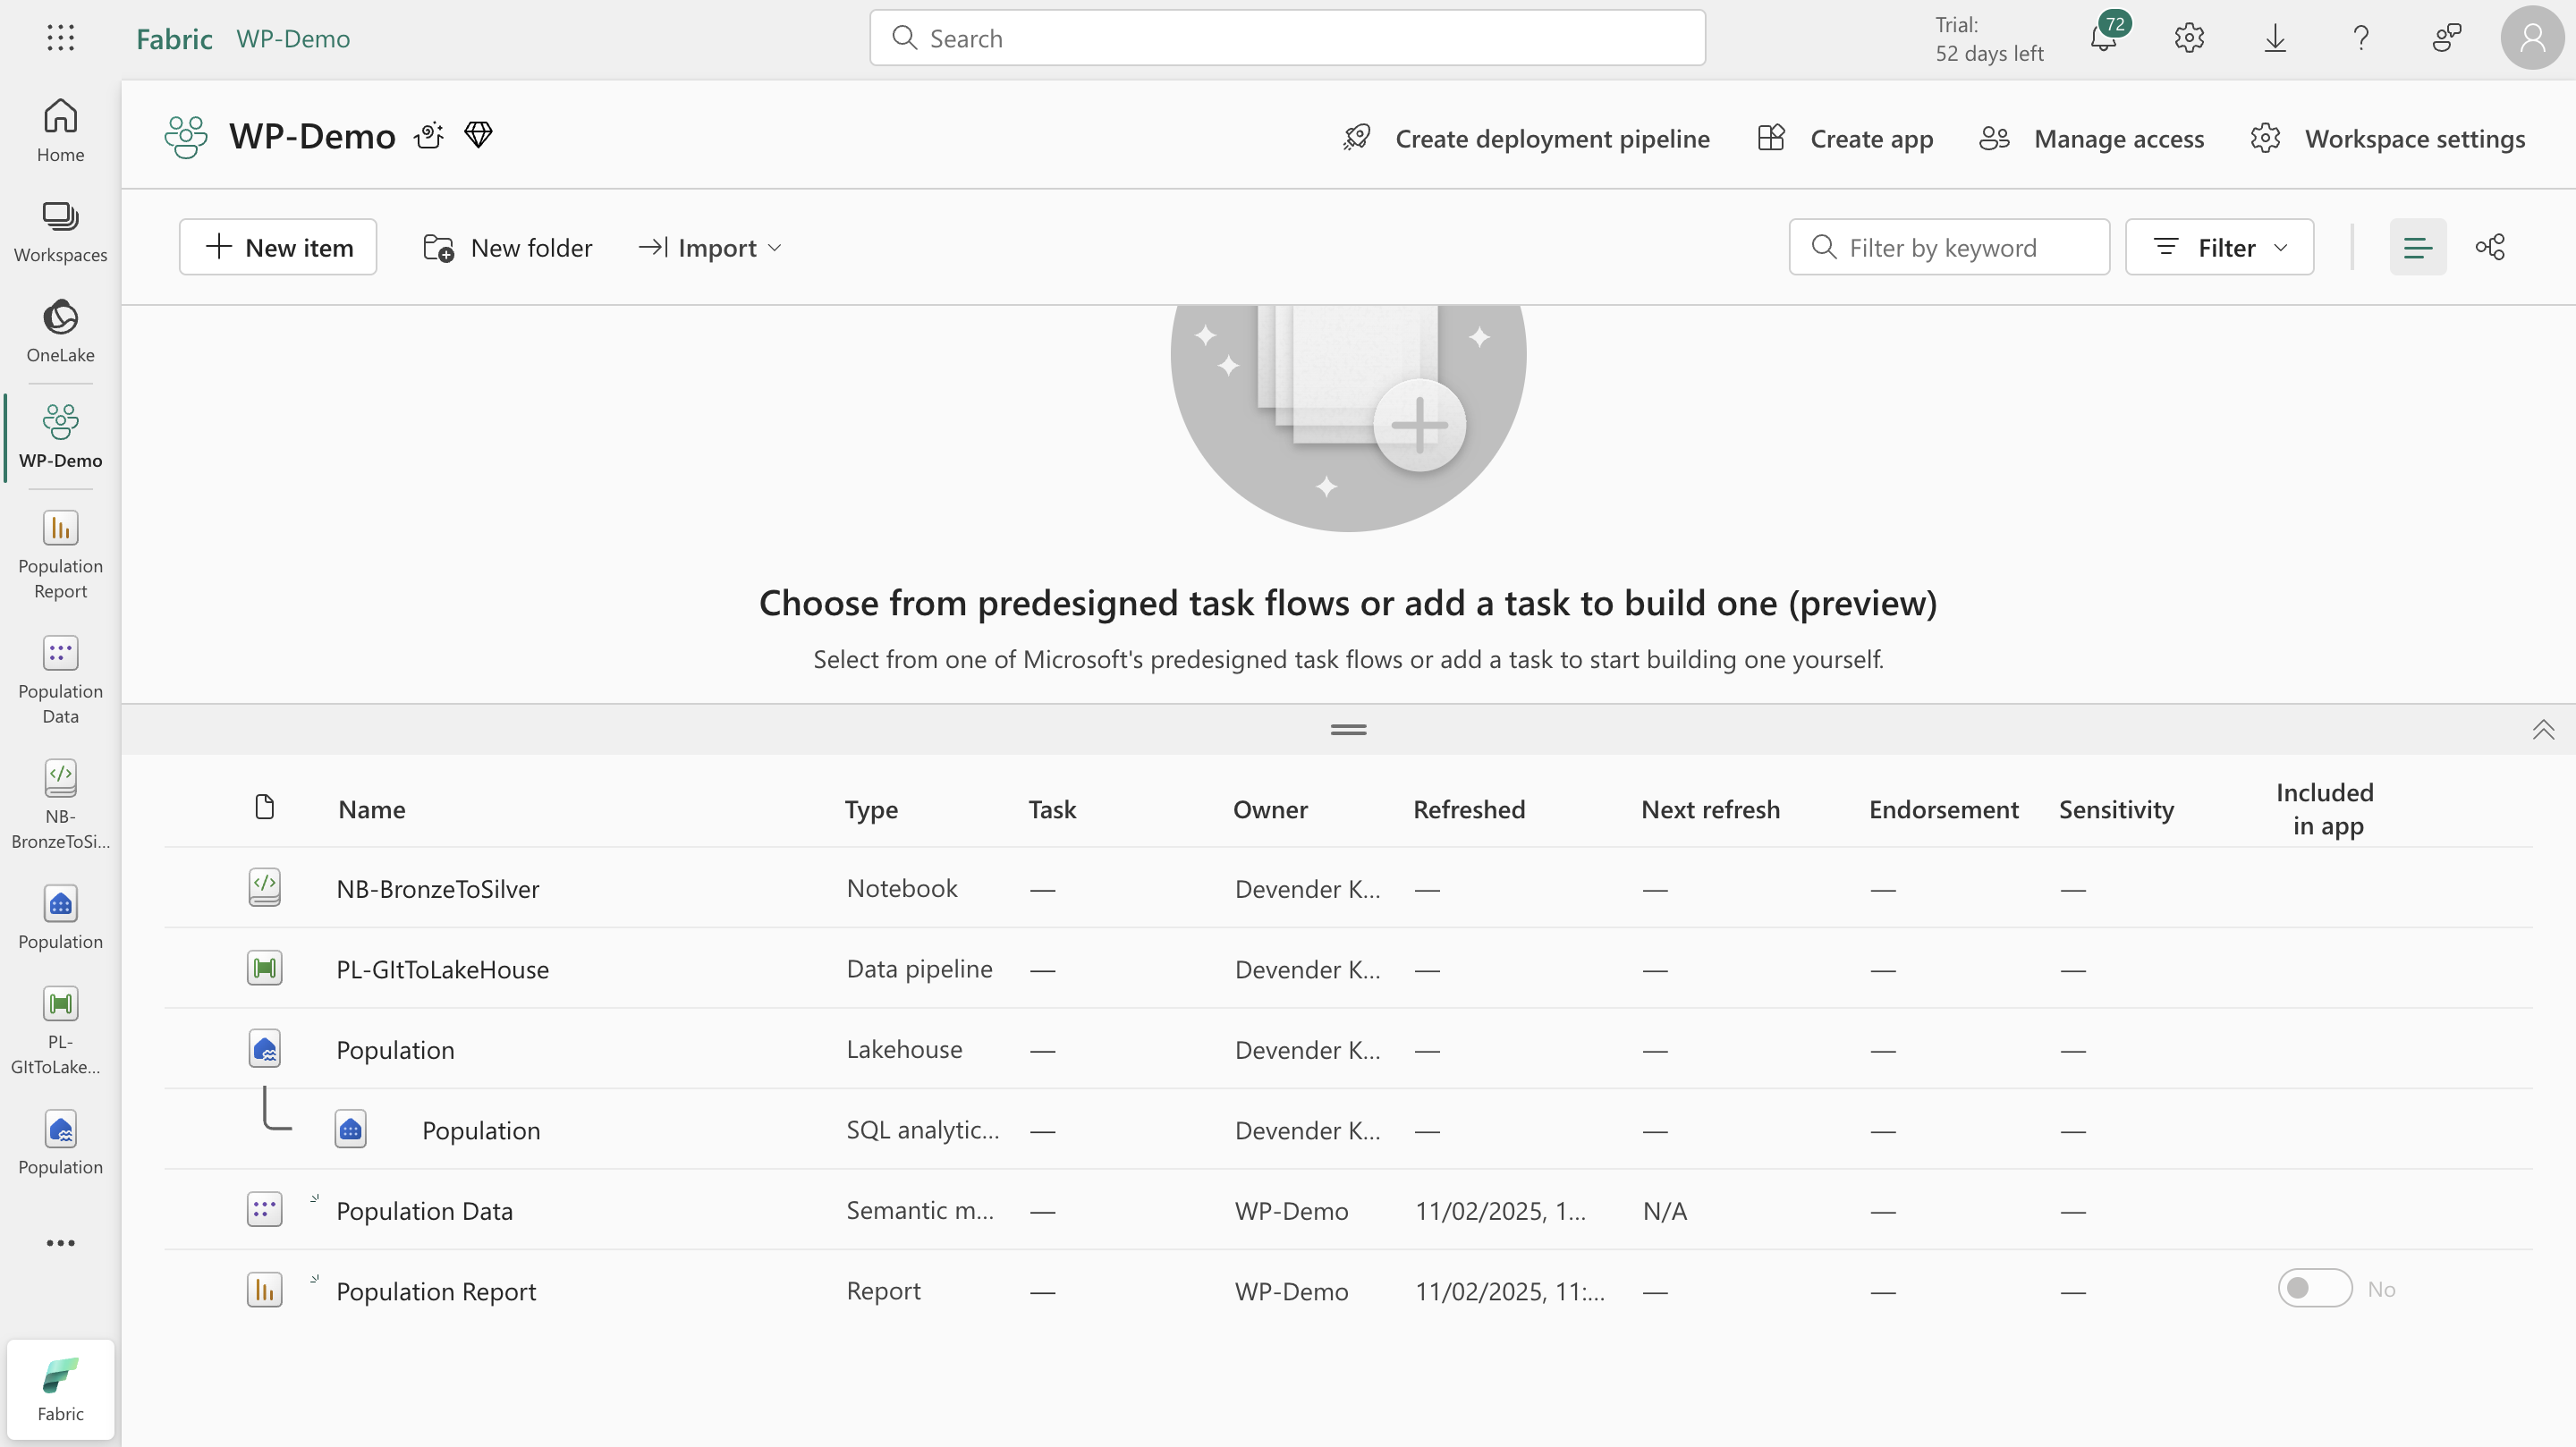 Fabric WP-Demo
Search
Trial:
52 days left
72
Home
Workspaces
OneLake
WP-Demo
Population
Report
Population
Data
NB-
BronzeToSi...
Population
PL-
GItToLake...
Population
Fabric
WP-Demo
Create deployment pipeline
Create app
Manage access
Workspace settings
New item
New folder
Import
Filter by keyword
Filter
Choose from predesigned task flows or add a task to build one (preview)
Select from one of Microsoft's predesigned task flows or add a task to start building one yourself.
Name Type Task Owner Refreshed Next refresh Endorsement Sensitivity Included in app
NB-BronzeToSilver Notebook — Devender K... — — — —
PL-GItToLakeHouse Data pipeline — Devender K... — — — —
Population Lakehouse — Devender K... — — — —
Population SQL analytic... — Devender K... — — — —
Population Data Semantic m... — WP-Demo 11/02/2025, 1... N/A — —
Population Report Report — WP-Demo 11/02/2025, 11:... — — — No